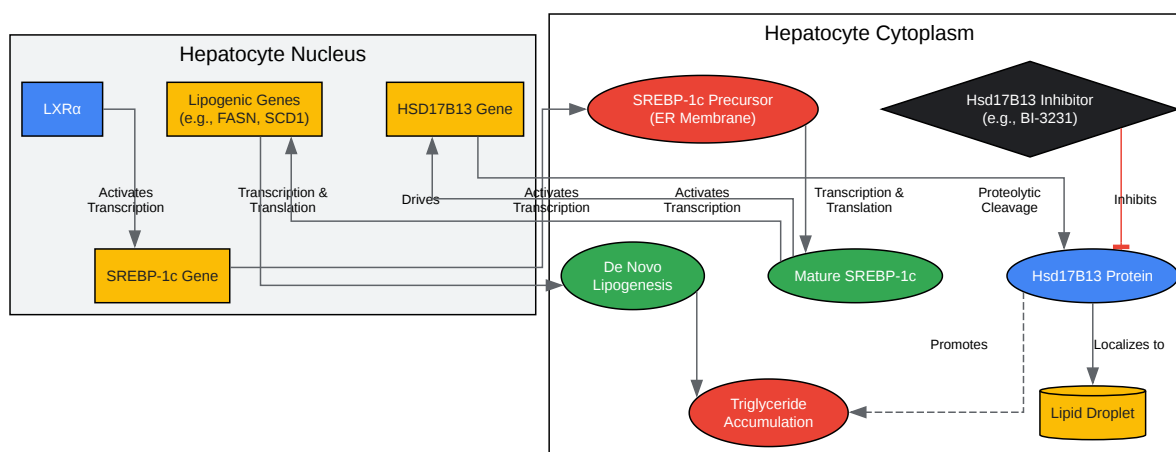 Hepatocyte Nucleus
Hepatocyte Cytoplasm
LXRα
Lipogenic Genes
(e.g., FASN, SCD1)
HSD17B13 Gene
SREBP-1c Precursor
(ER Membrane)
Hsd17B13 Inhibitor
(e.g., BI-3231)
Activates
Transcription
Transcription &
Translation
Drives
Activates
Transcription
Activates
Transcription
Transcription &
Translation
Proteolytic
Cleavage
Inhibits
SREBP-1c Gene
De Novo
Lipogenesis
Mature SREBP-1c
Hsd17B13 Protein
Promotes
Localizes to
Triglyceride
Accumulation
Lipid Droplet